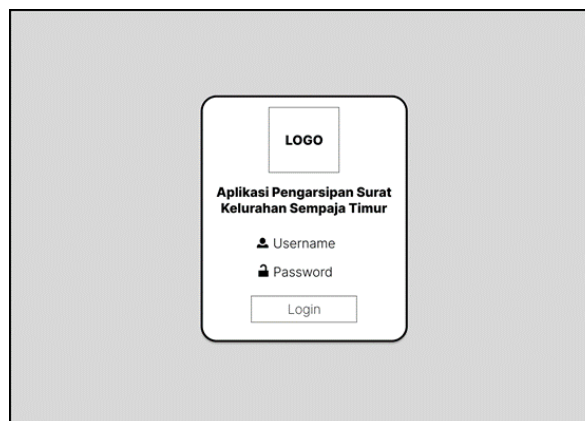 LOGO
Aplikasi Pengarsipan Surat
Kelurahan Sempaja Timur
Username
Password
Login